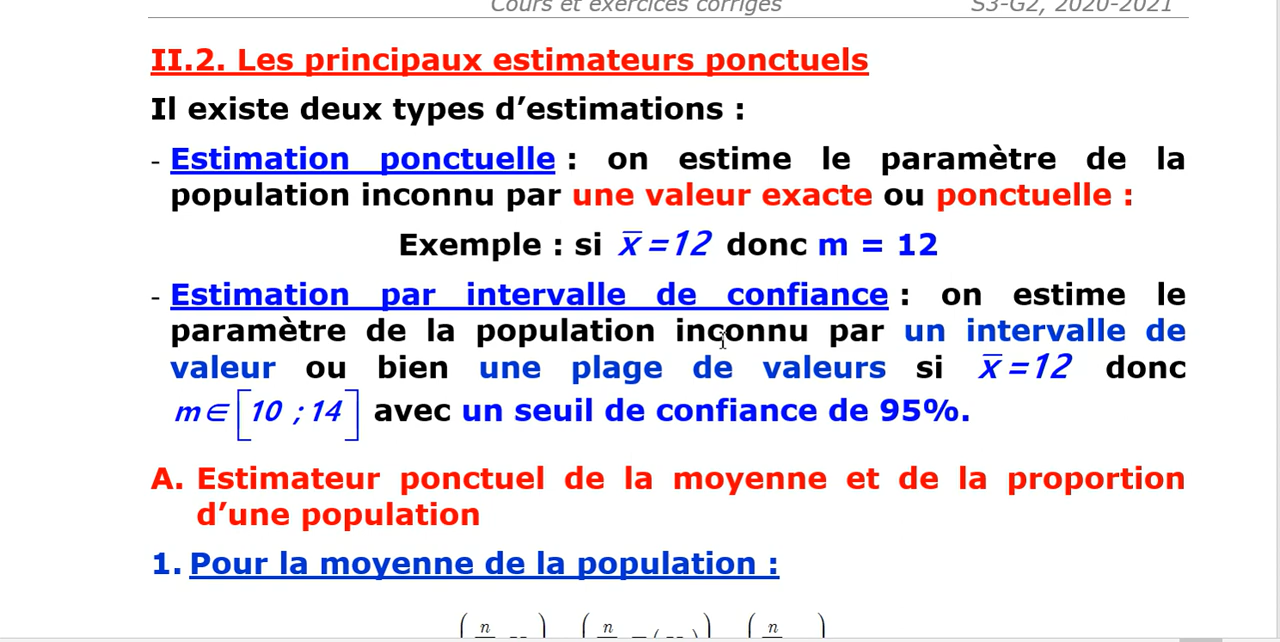 Cours et exercices corrigés S3-G2, 2020-2021
II.2. Les principaux estimateurs ponctuels
Il existe deux types d’estimations :
- Estimation ponctuelle : on estime le paramètre de la
population inconnu par une valeur exacte ou ponctuelle :
Exemple : si x̅ = 12 donc m = 12
- Estimation par intervalle de confiance : on estime le
paramètre de la population inconnu par un intervalle de
valeur ou bien une plage de valeurs si x̅ = 12 donc
m ∈ [10 ; 14] avec un seuil de confiance de 95%.
A. Estimateur ponctuel de la moyenne et de la proportion
d’une population
1. Pour la moyenne de la population :
n n n